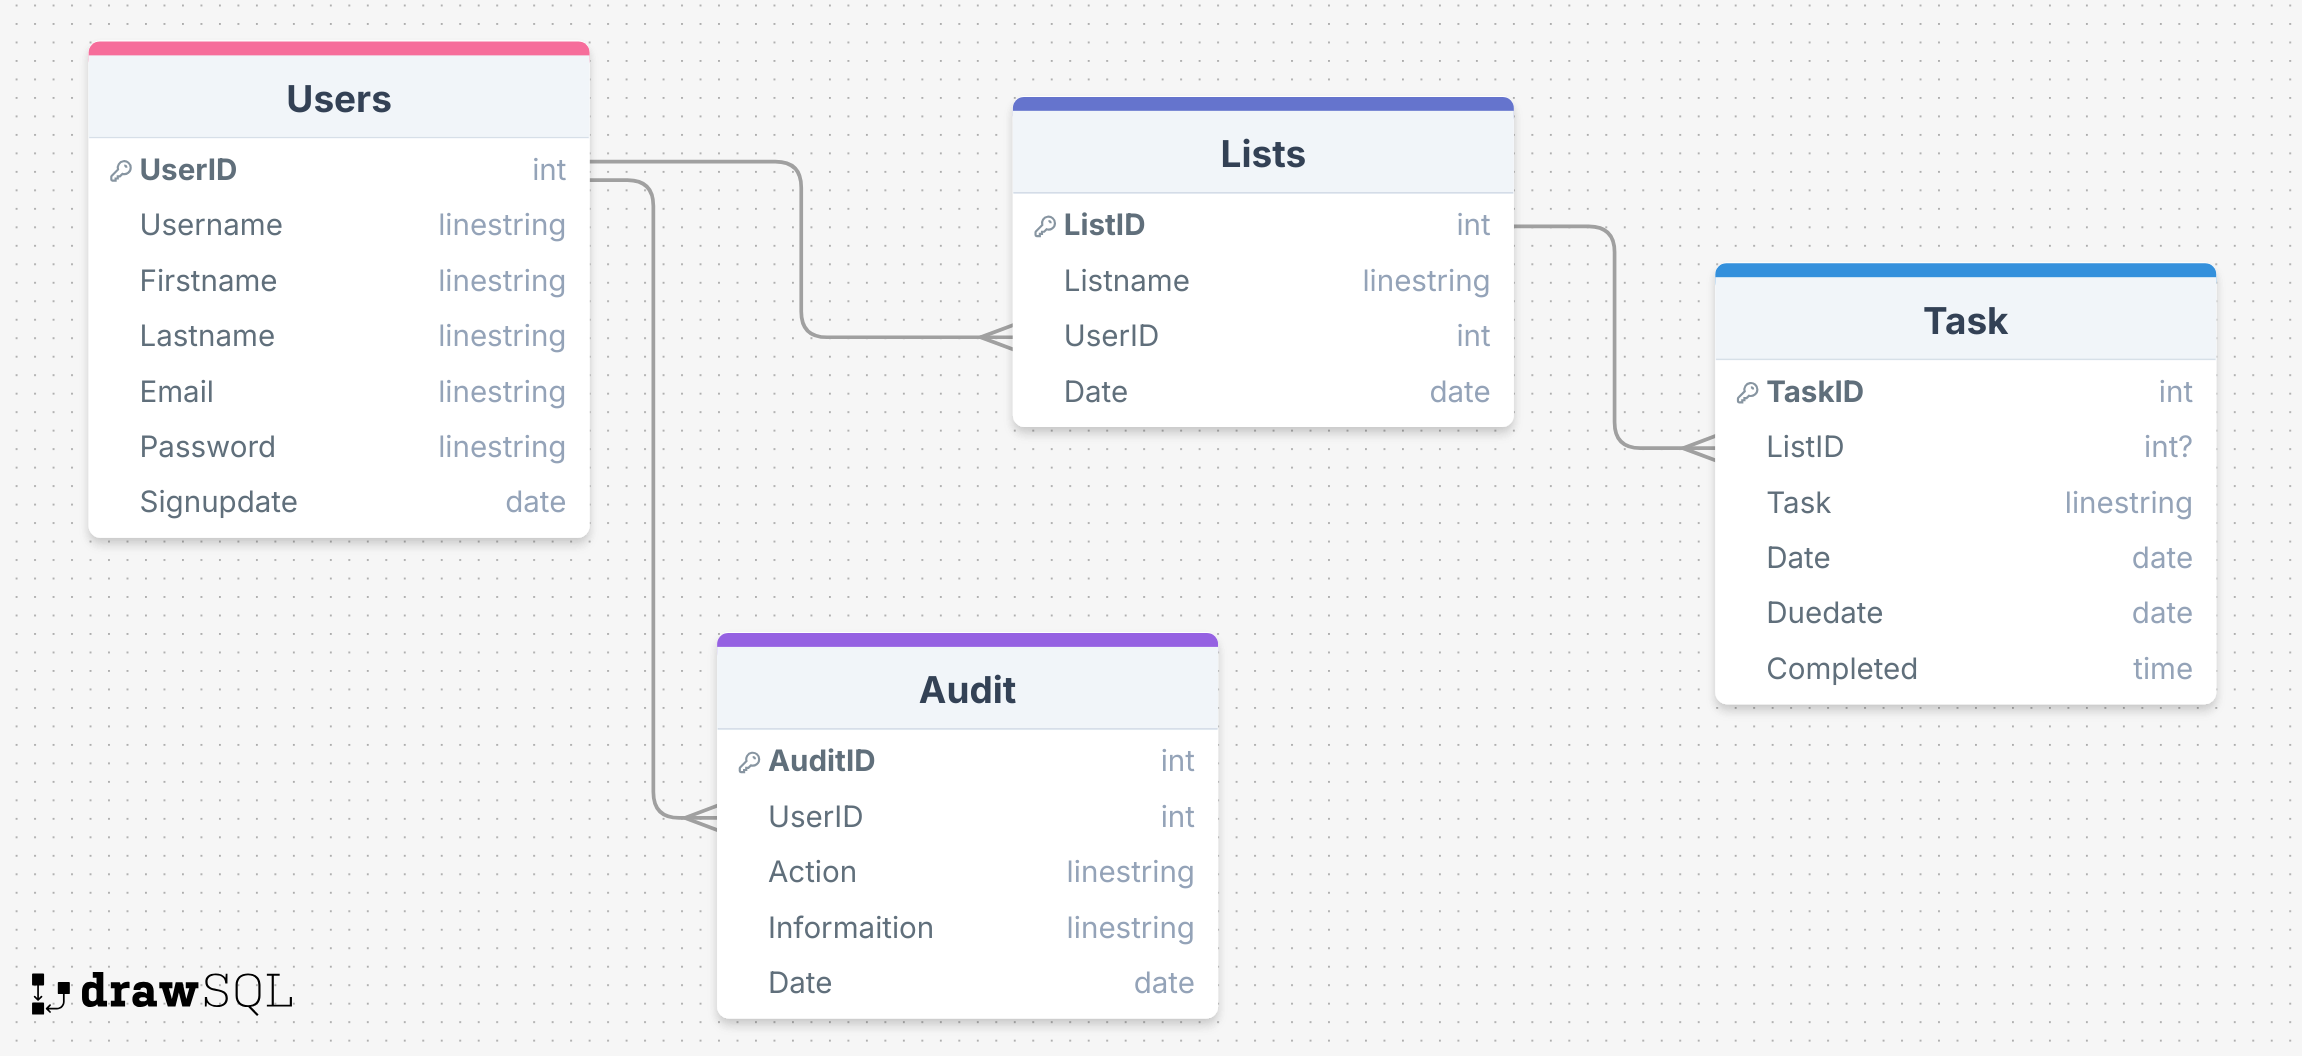 Users
UserID int
Username linestring
Firstname linestring
Lastname linestring
Email linestring
Password linestring
Signupdate date
Lists
ListID int
Listname linestring
UserID int
Date date
Task
TaskID int
ListID int?
Task linestring
Date date
Duedate date
Completed time
Audit
AuditID int
UserID int
Action linestring
Informaition linestring
Date date
drawSQL